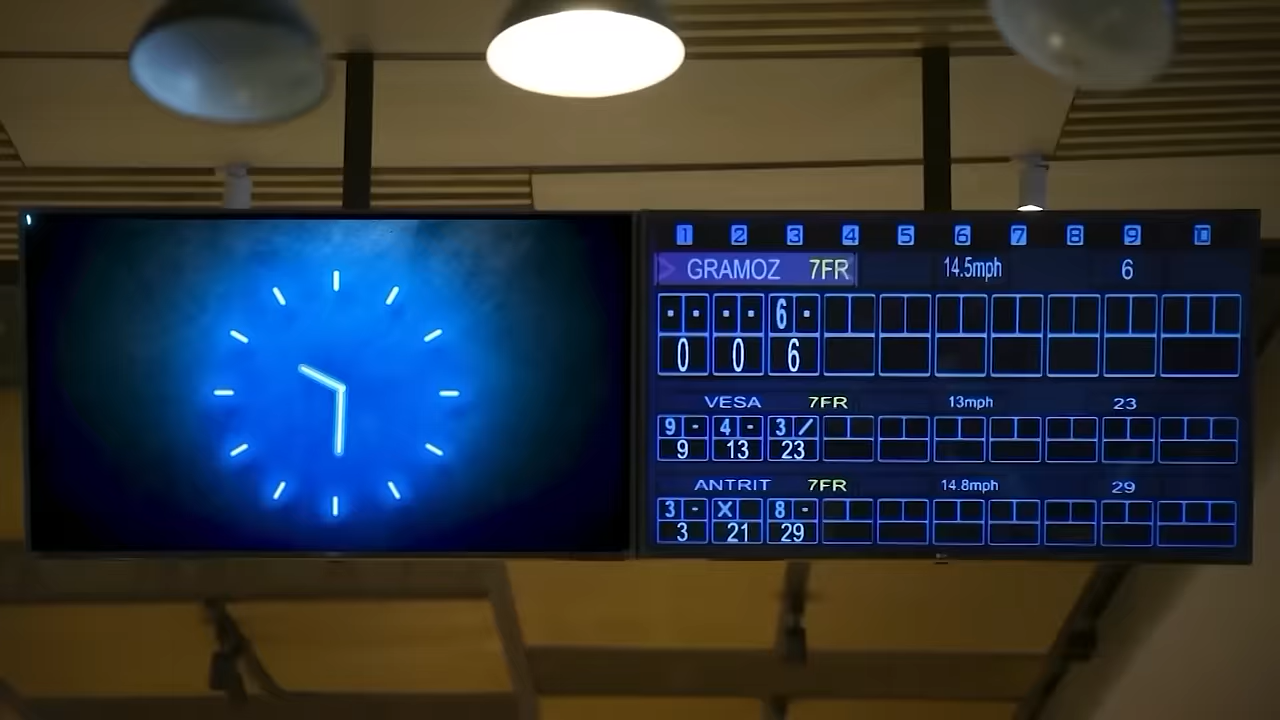 1 2 3 4 5 6 7 8 9 10
GRAMOZ 7FR 14.5mph 6
· · · · 6 ·
0 0 6
VESA 7FR 13mph 23
9 - 4 - 3 /
9 13 23
ANTRIT 7FR 14.8mph 29
3 - X 8 -
3 21 29